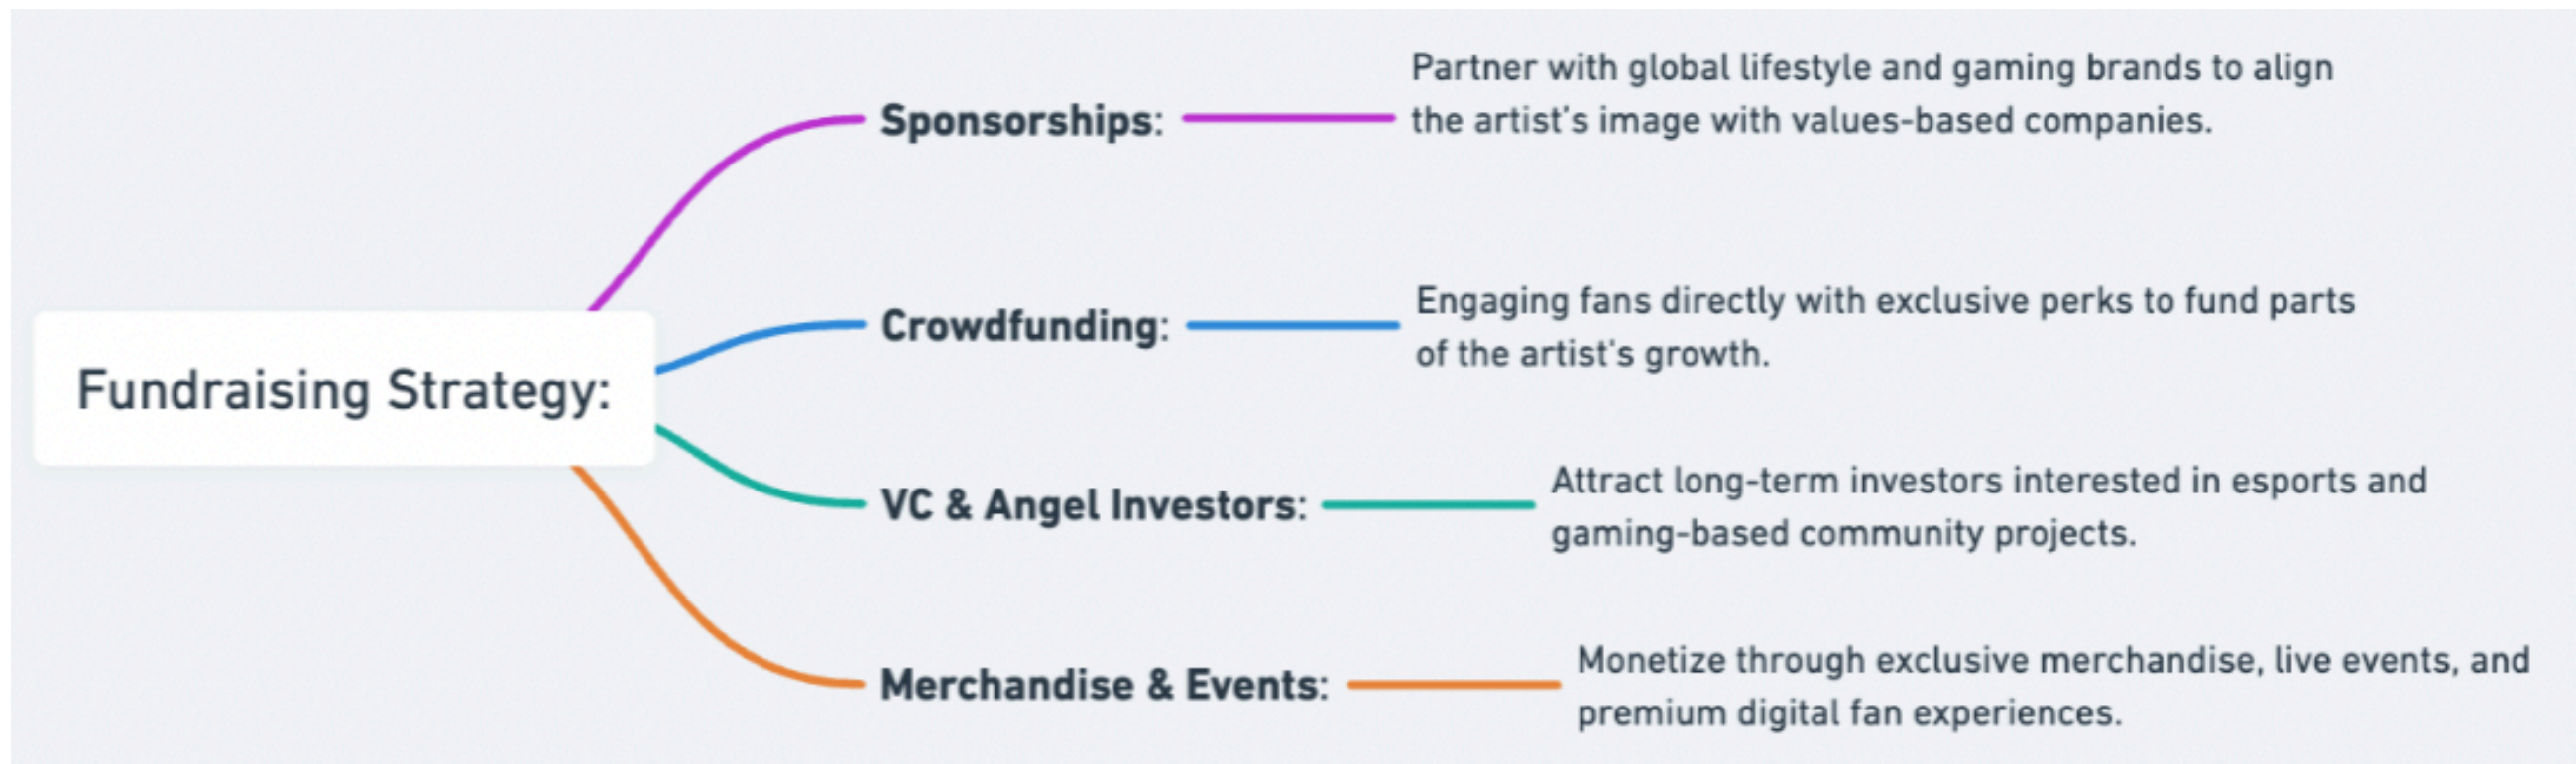 Fundraising Strategy:
Sponsorships:
Partner with global lifestyle and gaming brands to align
the artist's image with values-based companies.
Crowdfunding:
Engaging fans directly with exclusive perks to fund parts
of the artist's growth.
VC & Angel Investors:
Attract long-term investors interested in esports and
gaming-based community projects.
Merchandise & Events:
Monetize through exclusive merchandise, live events, and
premium digital fan experiences.